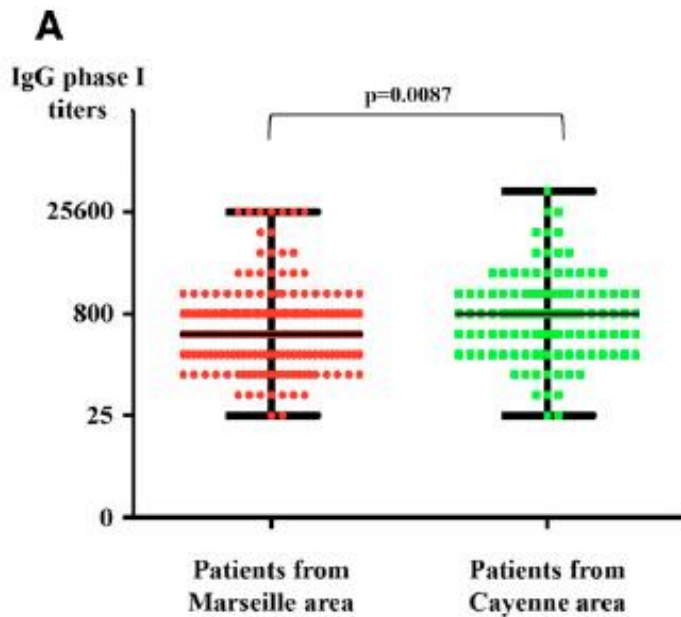 A
IgG phase I
titers
p=0.0087
25600
800
25
0
Patients from
Marseille area
Patients from
Cayenne area